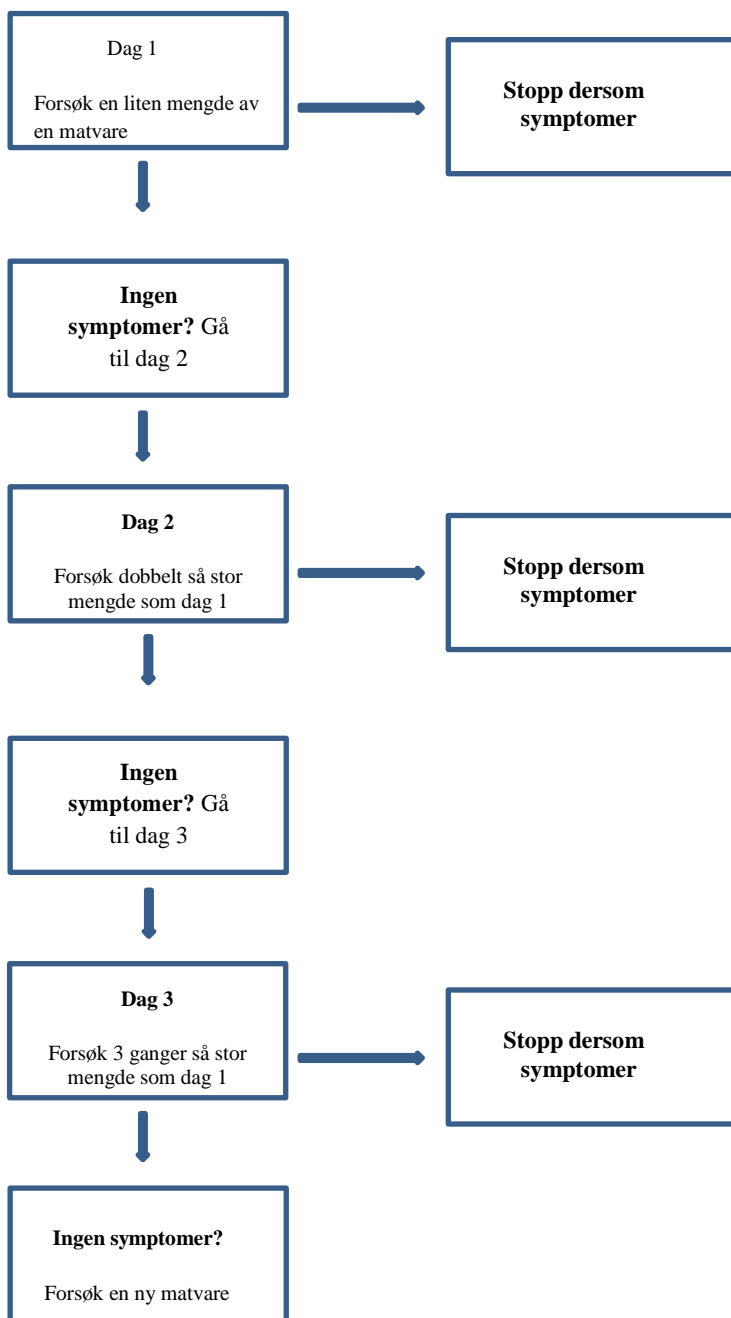 Dag 1
Forsøk en liten mengde av
en matvare
Stopp dersom
symptomer
Ingen
symptomer? Gå
til dag 2
Dag 2
Forsøk dobbelt så stor
mengde som dag 1
Stopp dersom
symptomer
Ingen
symptomer? Gå
til dag 3
Dag 3
Forsøk 3 ganger så stor
mengde som dag 1
Stopp dersom
symptomer
Ingen symptomer?
Forsøk en ny matvare